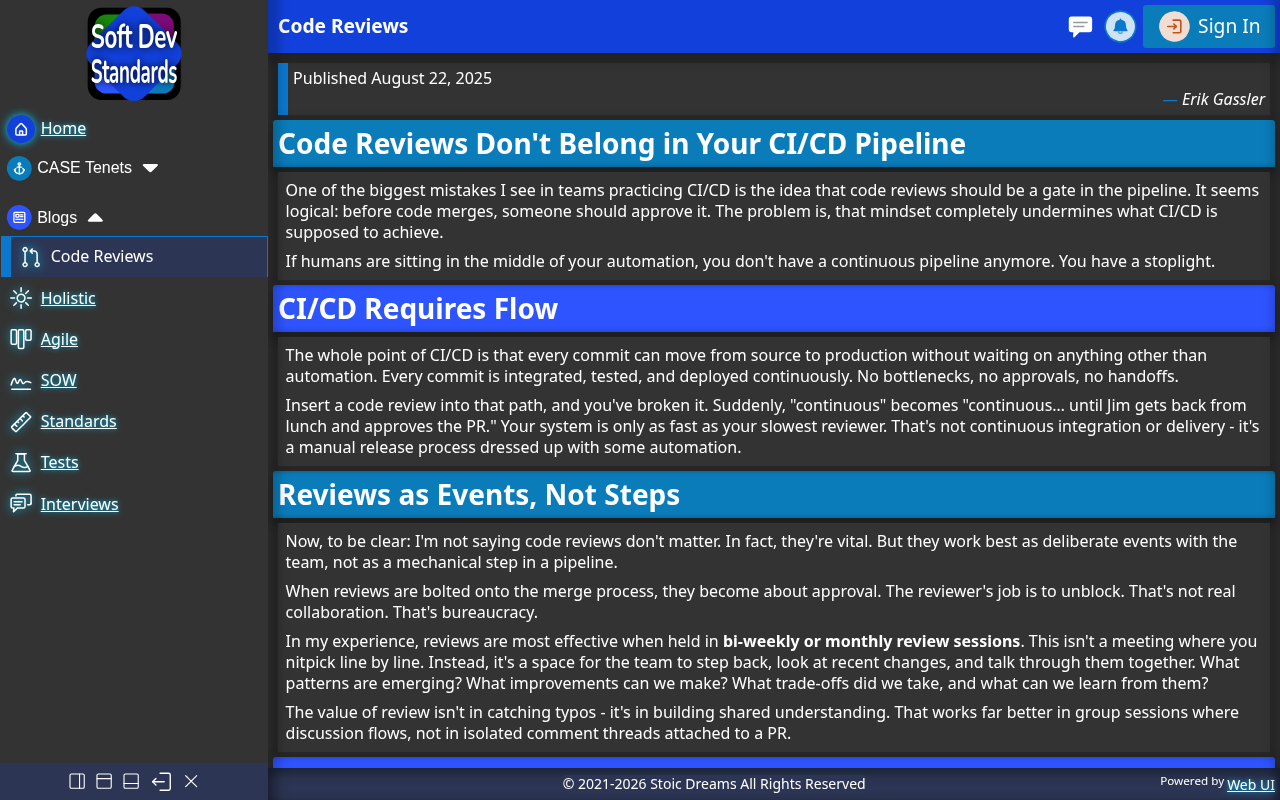 Soft Dev
Standards
Home
CASE Tenets
Blogs
Code Reviews
Holistic
Agile
SOW
Standards
Tests
Interviews
Code Reviews
Sign In
Published August 22, 2025
— Erik Gassler
Code Reviews Don't Belong in Your CI/CD Pipeline
One of the biggest mistakes I see in teams practicing CI/CD is the idea that code reviews should be a gate in the pipeline. It seems
logical: before code merges, someone should approve it. The problem is, that mindset completely undermines what CI/CD is
supposed to achieve.
If humans are sitting in the middle of your automation, you don't have a continuous pipeline anymore. You have a stoplight.
CI/CD Requires Flow
The whole point of CI/CD is that every commit can move from source to production without waiting on anything other than
automation. Every commit is integrated, tested, and deployed continuously. No bottlenecks, no approvals, no handoffs.
Insert a code review into that path, and you've broken it. Suddenly, "continuous" becomes "continuous... until Jim gets back from
lunch and approves the PR." Your system is only as fast as your slowest reviewer. That's not continuous integration or delivery - it's
a manual release process dressed up with some automation.
Reviews as Events, Not Steps
Now, to be clear: I'm not saying code reviews don't matter. In fact, they're vital. But they work best as deliberate events with the
team, not as a mechanical step in a pipeline.
When reviews are bolted onto the merge process, they become about approval. The reviewer's job is to unblock. That's not real
collaboration. That's bureaucracy.
In my experience, reviews are most effective when held in bi-weekly or monthly review sessions. This isn't a meeting where you
nitpick line by line. Instead, it's a space for the team to step back, look at recent changes, and talk through them together. What
patterns are emerging? What improvements can we make? What trade-offs did we take, and what can we learn from them?
The value of review isn't in catching typos - it's in building shared understanding. That works far better in group sessions where
discussion flows, not in isolated comment threads attached to a PR.
© 2021-2026 Stoic Dreams All Rights Reserved
Powered by Web UI